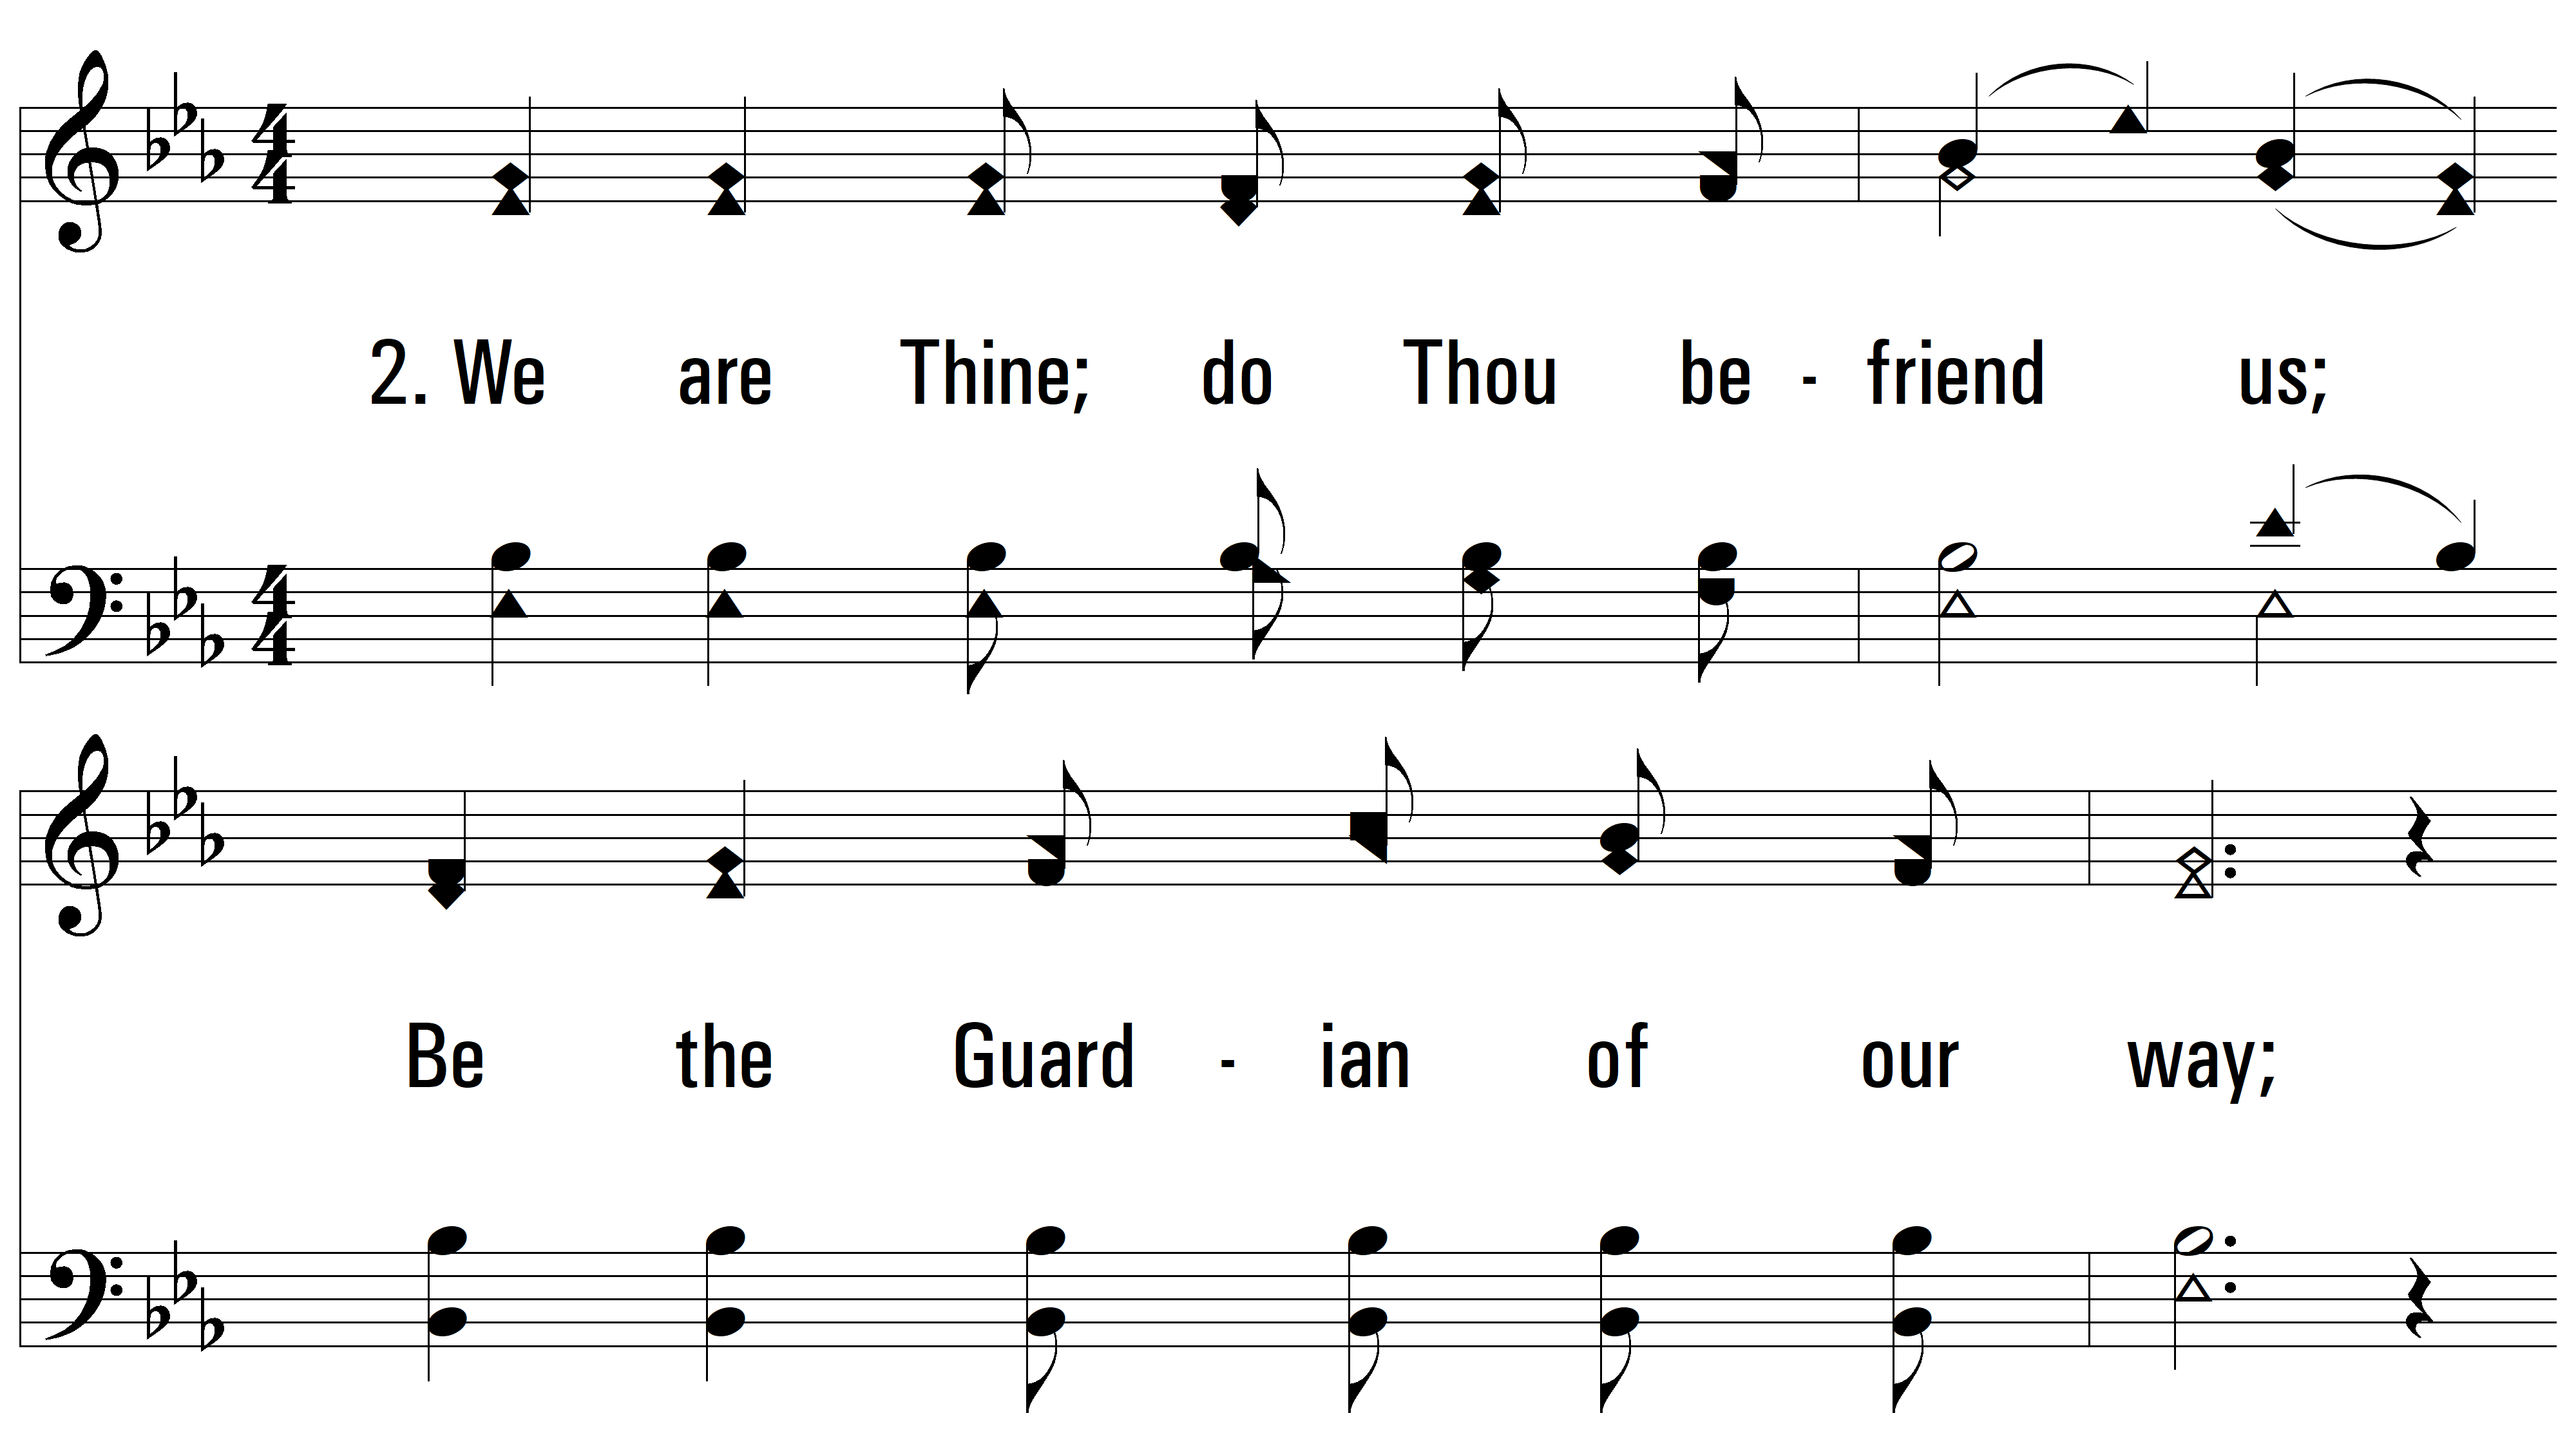 2. We are Thine; do Thou be - friend us;
Be the Guard - ian of our way;